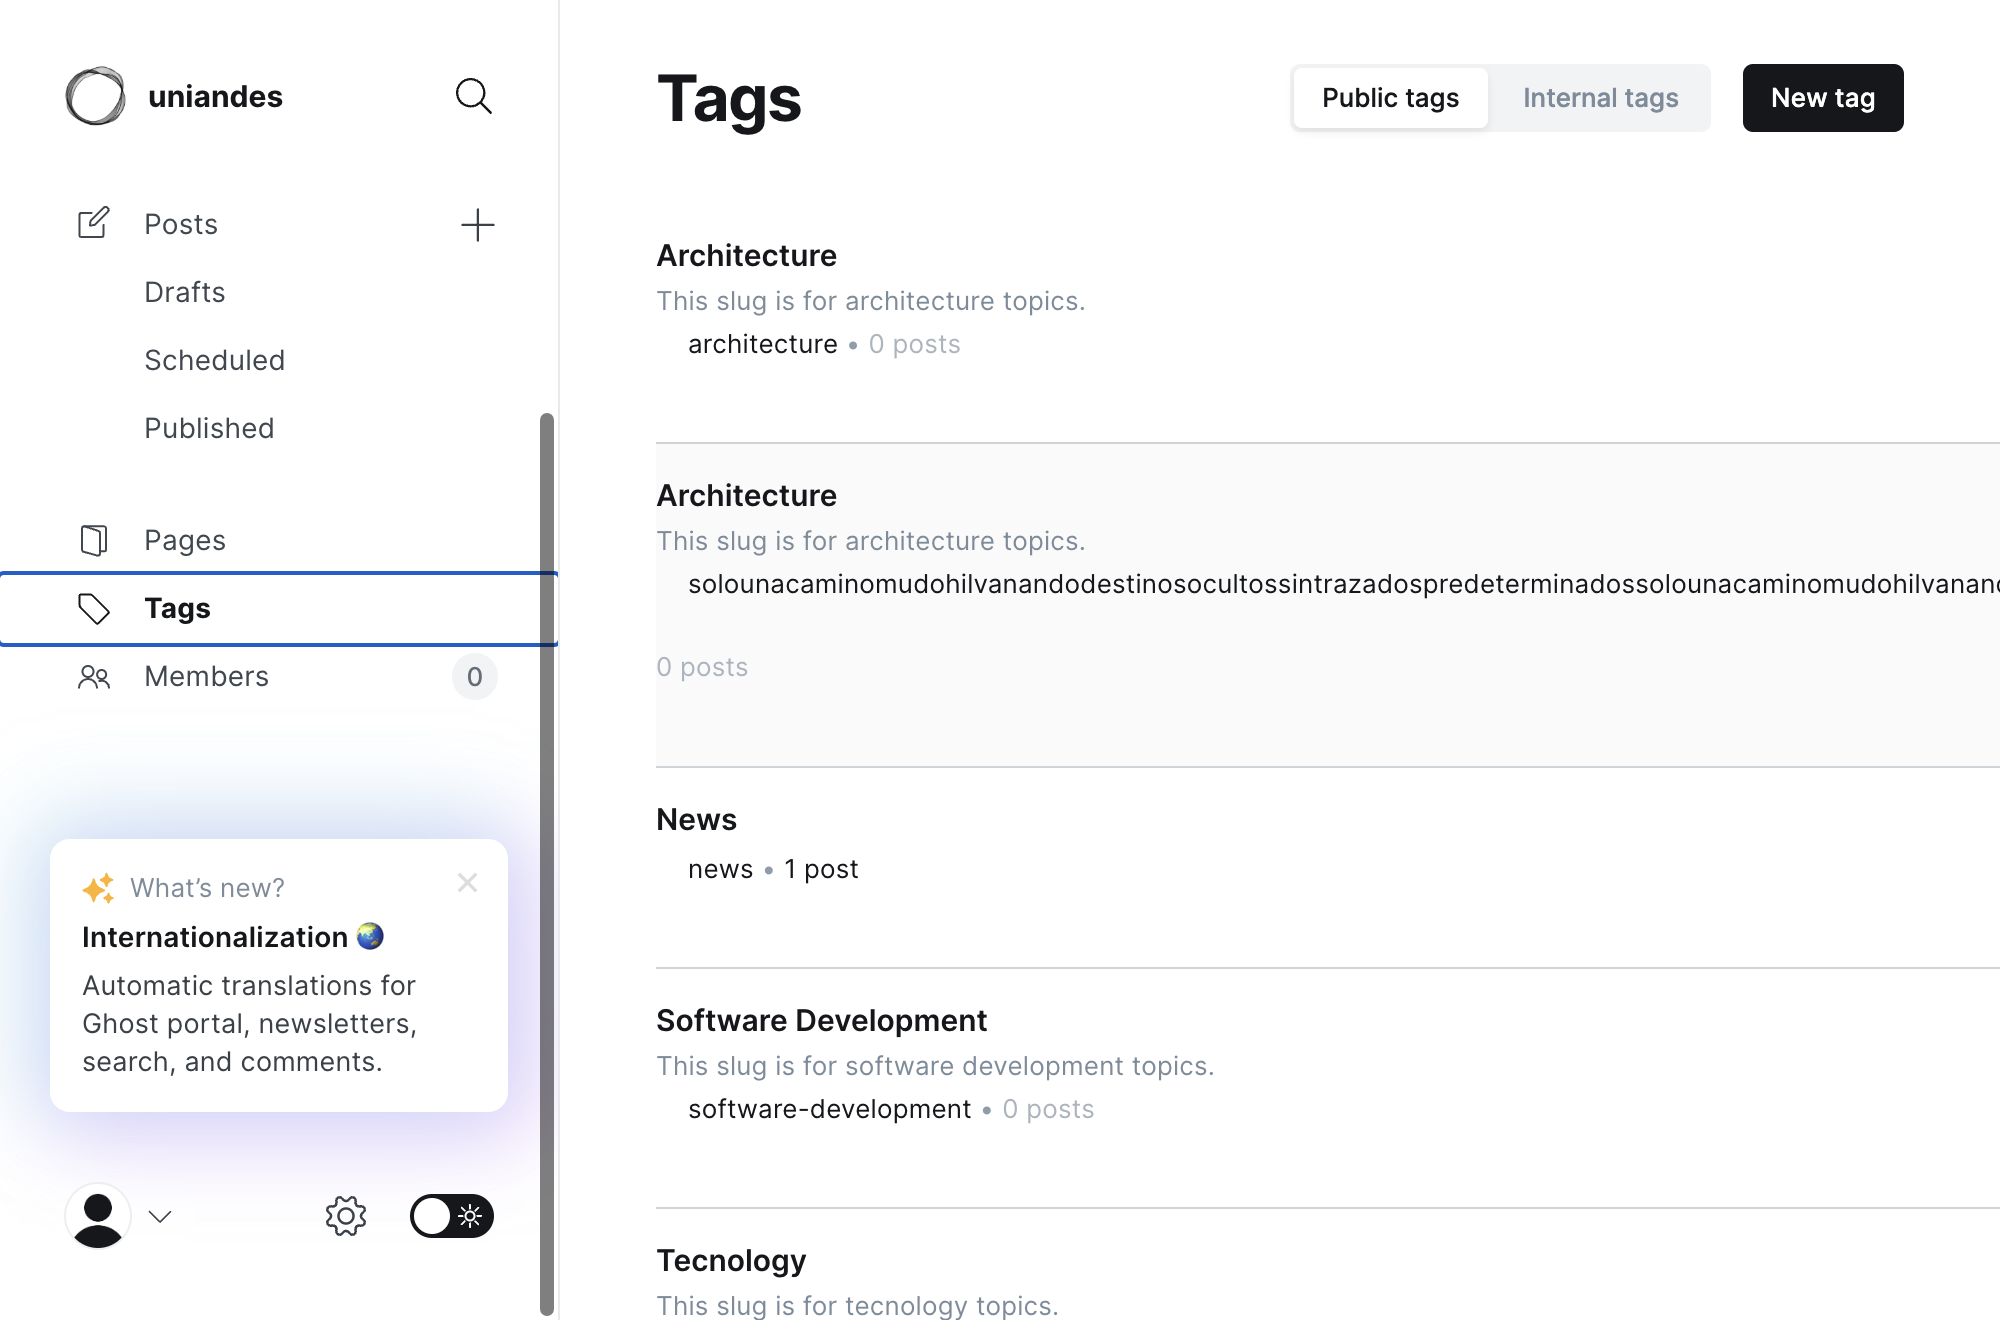 uniandes
Posts
Drafts
Scheduled
Published
Pages
Tags
Members 0
What's new?
Internationalization 🌏
Automatic translations for
Ghost portal, newsletters,
search, and comments.
Tags
Public tags Internal tags New tag
Architecture
This slug is for architecture topics.
architecture • 0 posts
Architecture
This slug is for architecture topics.
solounacaminomudohilvanandodestinosocultossintrazadospredeterminadossolounacaminomudohilvanand
0 posts
News
news • 1 post
Software Development
This slug is for software development topics.
software-development • 0 posts
Tecnology
This slug is for tecnology topics.